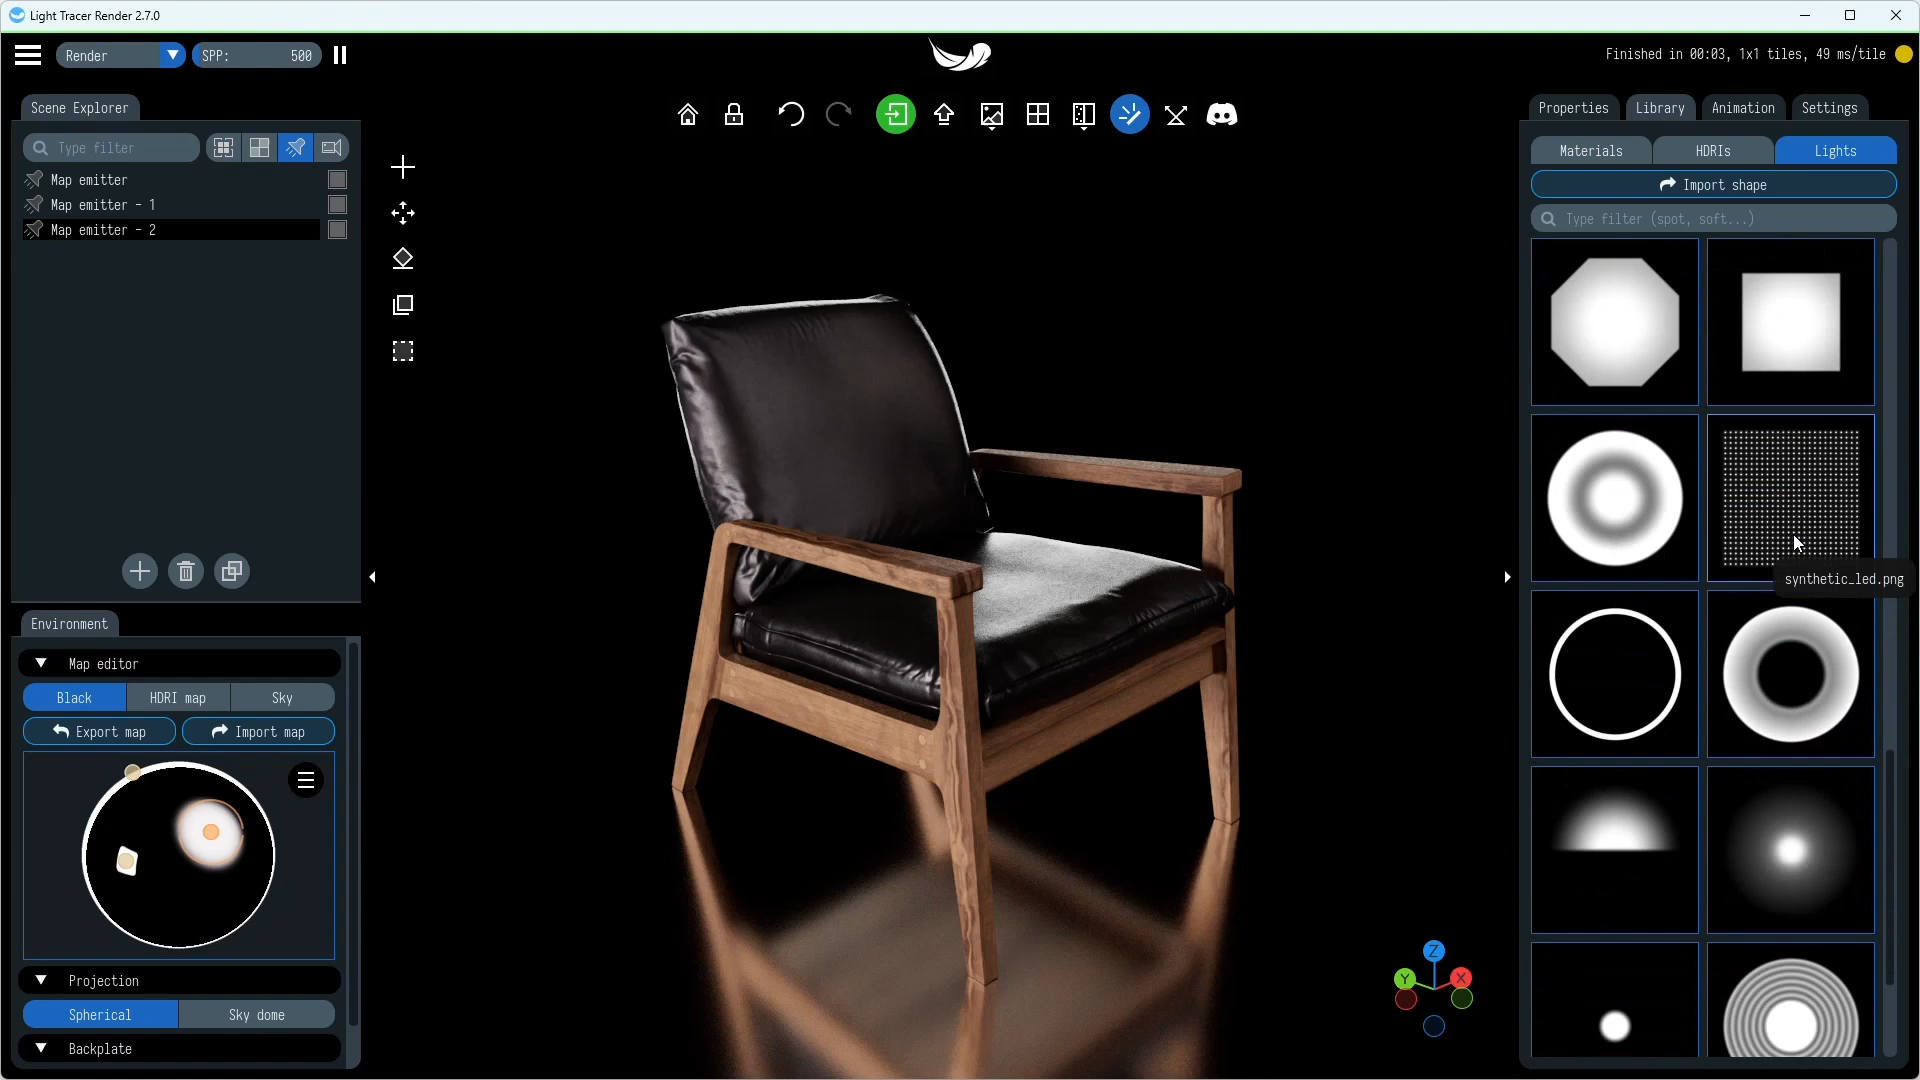 Light Tracer Render 2.7.0
Render
SPP: 500
Finished in 00:03, 1x1 tiles, 49 ms/tile
Scene Explorer
Type filter
Map emitter
Map emitter - 1
Map emitter - 2
Environment
Map editor
Black
HDRI map
Sky
Export map
Import map
Projection
Spherical
Sky dome
Backplate
Z
Y
X
Properties
Library
Animation
Settings
Materials
HDRIs
Lights
Import shape
Type filter (spot, soft...)
synthetic_led.png